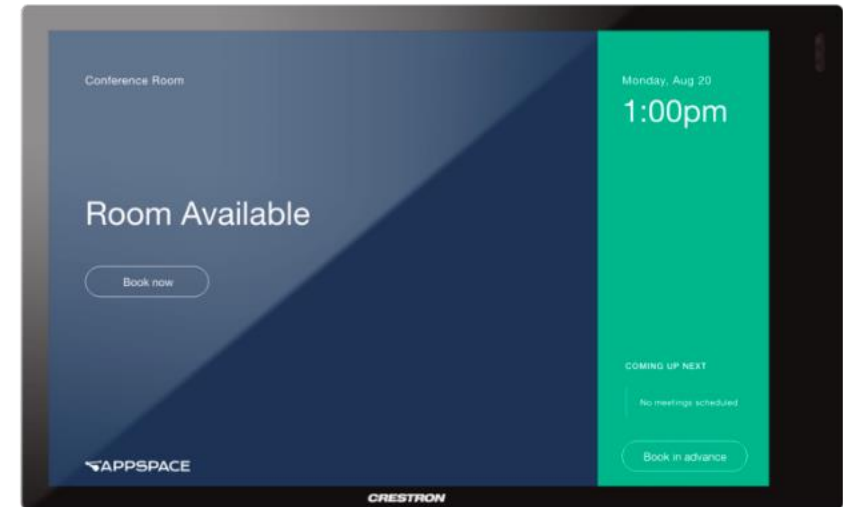 Conference Room
Room Available
Book now
APPSPACE
Monday, Aug 20
1:00pm
COMING UP NEXT
No meetings scheduled
Book in advance
CRESTRON